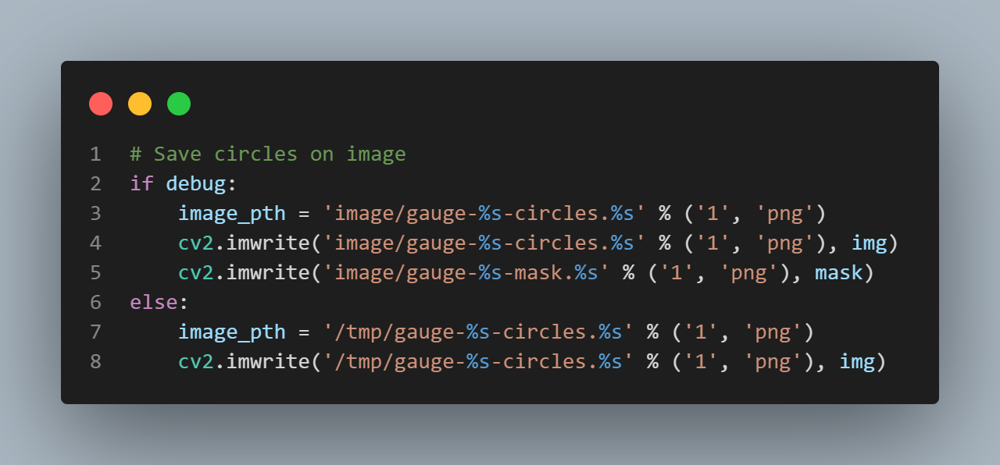 1 # Save circles on image
2 if debug:
3     image_pth = 'image/gauge-%s-circles.%s' % ('1', 'png')
4     cv2.imwrite('image/gauge-%s-circles.%s' % ('1', 'png'), img)
5     cv2.imwrite('image/gauge-%s-mask.%s' % ('1', 'png'), mask)
6 else:
7     image_pth = '/tmp/gauge-%s-circles.%s' % ('1', 'png')
8     cv2.imwrite('/tmp/gauge-%s-circles.%s' % ('1', 'png'), img)